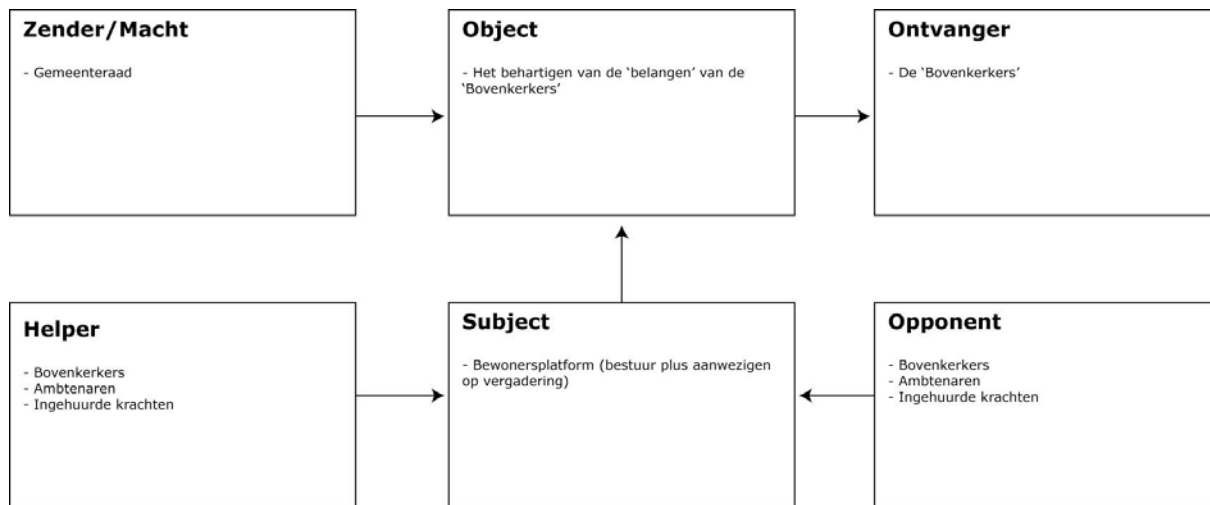 Zender/Macht
- Gemeenteraad
Object
- Het behartigen van de ‘belangen’ van de
‘Bovenkerkers’
Ontvanger
- De ‘Bovenkerkers’
Helper
- Bovenkerkers
- Ambtenaren
- Ingehuurde krachten
Subject
- Bewonersplatform (bestuur plus aanwezigen
op vergadering)
Opponent
- Bovenkerkers
- Ambtenaren
- Ingehuurde krachten